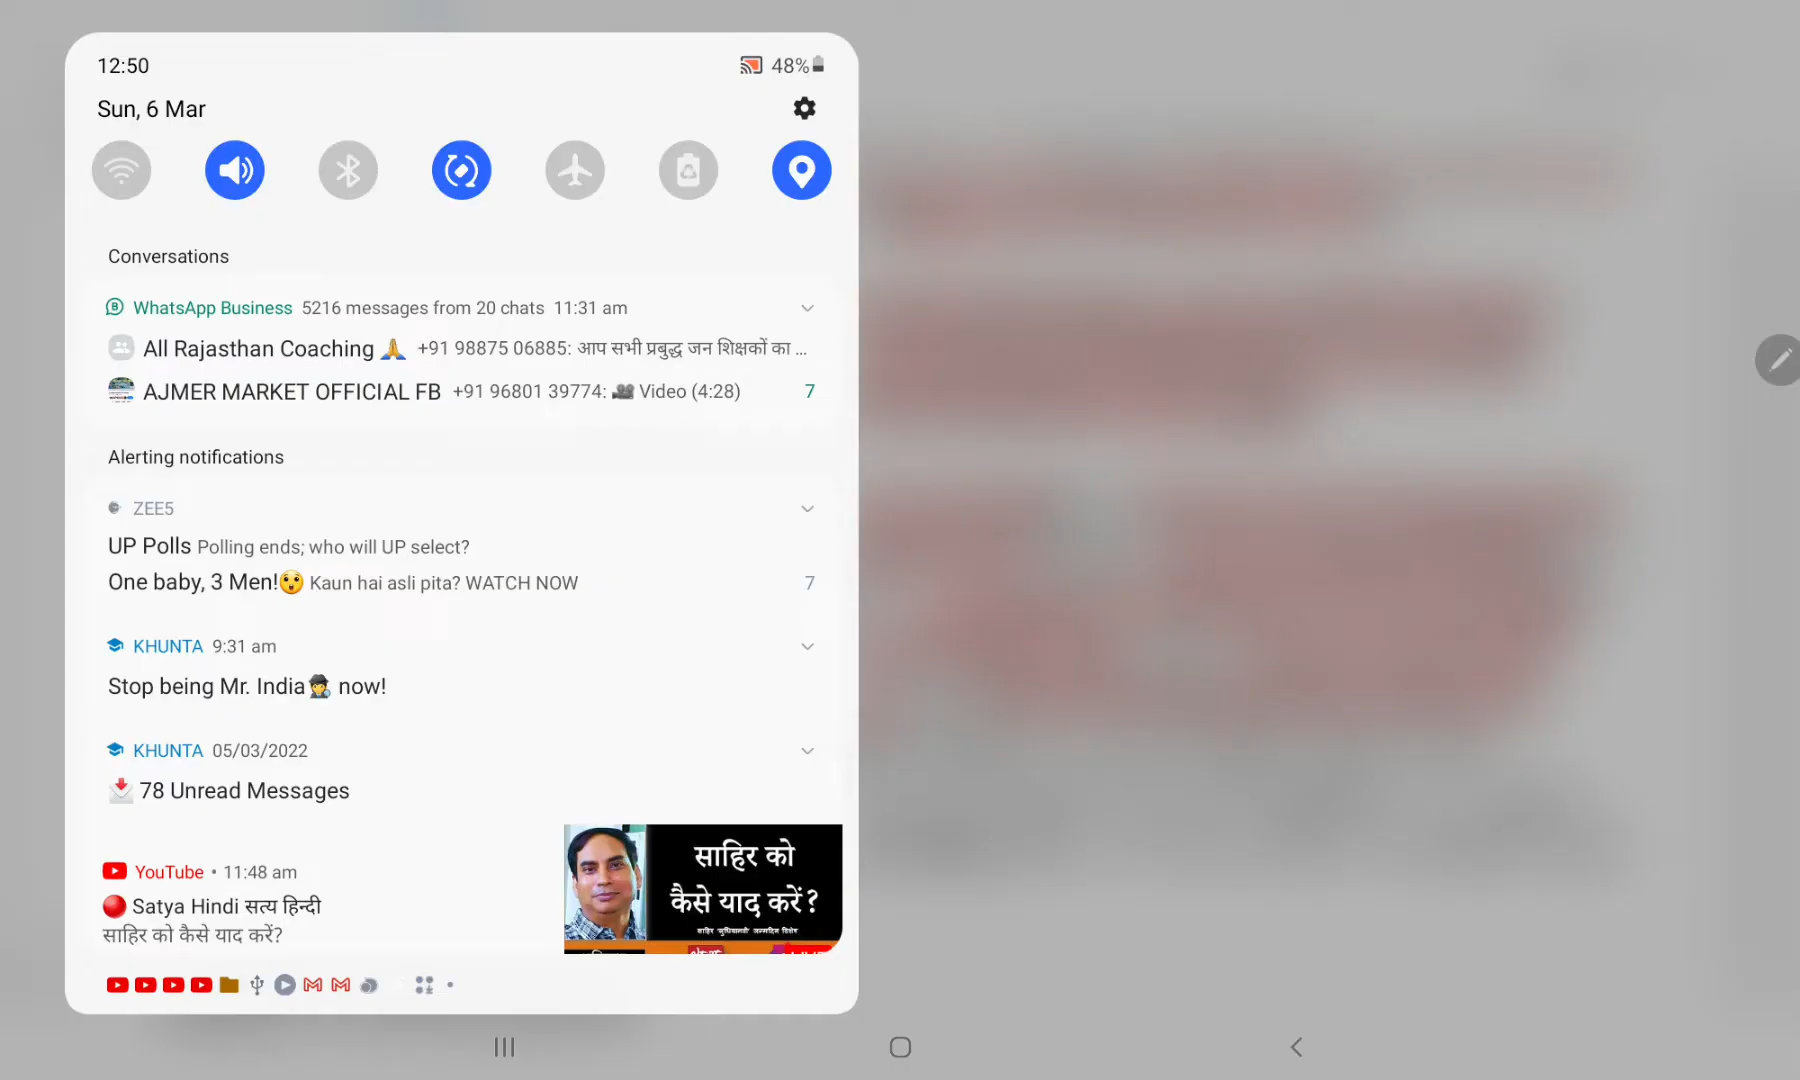 12:50
48%
Sun, 6 Mar
Conversations
WhatsApp Business 5216 messages from 20 chats 11:31 am
All Rajasthan Coaching 🙏 +91 98875 06885: आप सभी प्रबुद्ध जन शिक्षकों का ...
AJMER MARKET OFFICIAL FB +91 96801 39774: 🎥 Video (4:28) 7
Alerting notifications
ZEE5
UP Polls Polling ends; who will UP select?
One baby, 3 Men!😲 Kaun hai asli pita? WATCH NOW 7
KHUNTA 9:31 am
Stop being Mr. India🕵 now!
KHUNTA 05/03/2022
📩 78 Unread Messages
YouTube • 11:48 am
🔴 Satya Hindi सत्य हिन्दी
साहिर को कैसे याद करें?
साहिर को
कैसे याद करें?
साहिर 'लुधियानवी' जन्मदिन विशेष